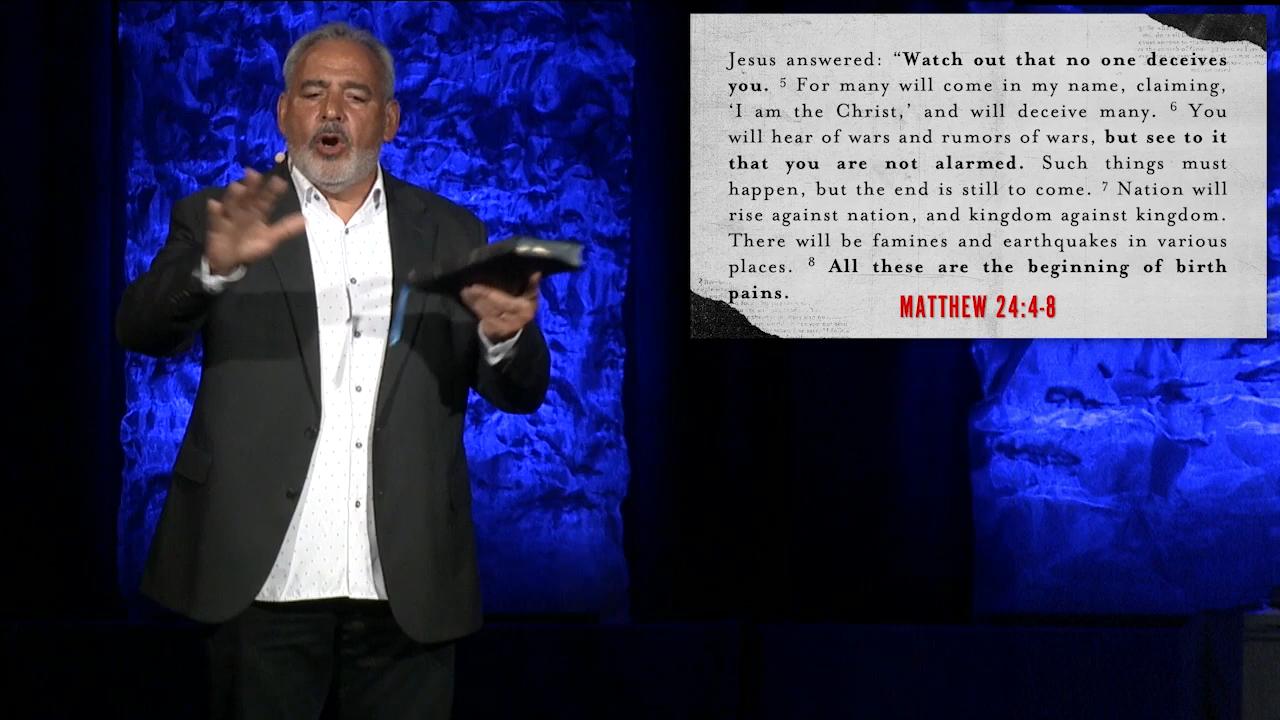 Jesus answered: “Watch out that no one deceives
you. 5 For many will come in my name, claiming,
‘I am the Christ,’ and will deceive many. 6 You
will hear of wars and rumors of wars, but see to it
that you are not alarmed. Such things must
happen, but the end is still to come. 7 Nation will
rise against nation, and kingdom against kingdom.
There will be famines and earthquakes in various
places. 8 All these are the beginning of birth
pains.
MATTHEW 24:4-8